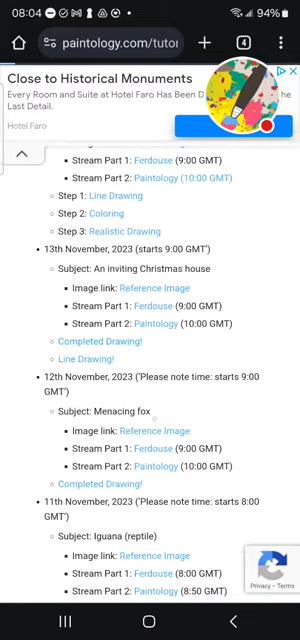 08:04
94%
paintology.com/tutor
4
Close to Historical Monuments
Every Room and Suite at Hotel Faro Has Been D
he
Last Detail.
Hotel Faro
Stream Part 1: Ferdouse (9:00 GMT)
Stream Part 2: Paintology (10:00 GMT)
Step 1: Line Drawing
Step 2: Coloring
Step 3: Realistic Drawing
13th November, 2023 (starts 9:00 GMT')
Subject: An inviting Christmas house
Image link: Reference Image
Stream Part 1: Ferdouse (9:00 GMT)
Stream Part 2: Paintology (10:00 GMT)
Completed Drawing!
Line Drawing!
12th November, 2023 ('Please note time: starts 9:00
GMT')
Subject: Menacing fox
Image link: Reference Image
Stream Part 1: Ferdouse (9:00 GMT)
Stream Part 2: Paintology (10:00 GMT)
Completed Drawing!
11th November, 2023 ('Please note time: starts 8:00
GMT')
Subject: Iguana (reptile)
Image link: Reference Image
Stream Part 1: Ferdouse (8:00 GMT)
Stream Part 2: Paintology (8:50 GMT)
Privacy - Terms